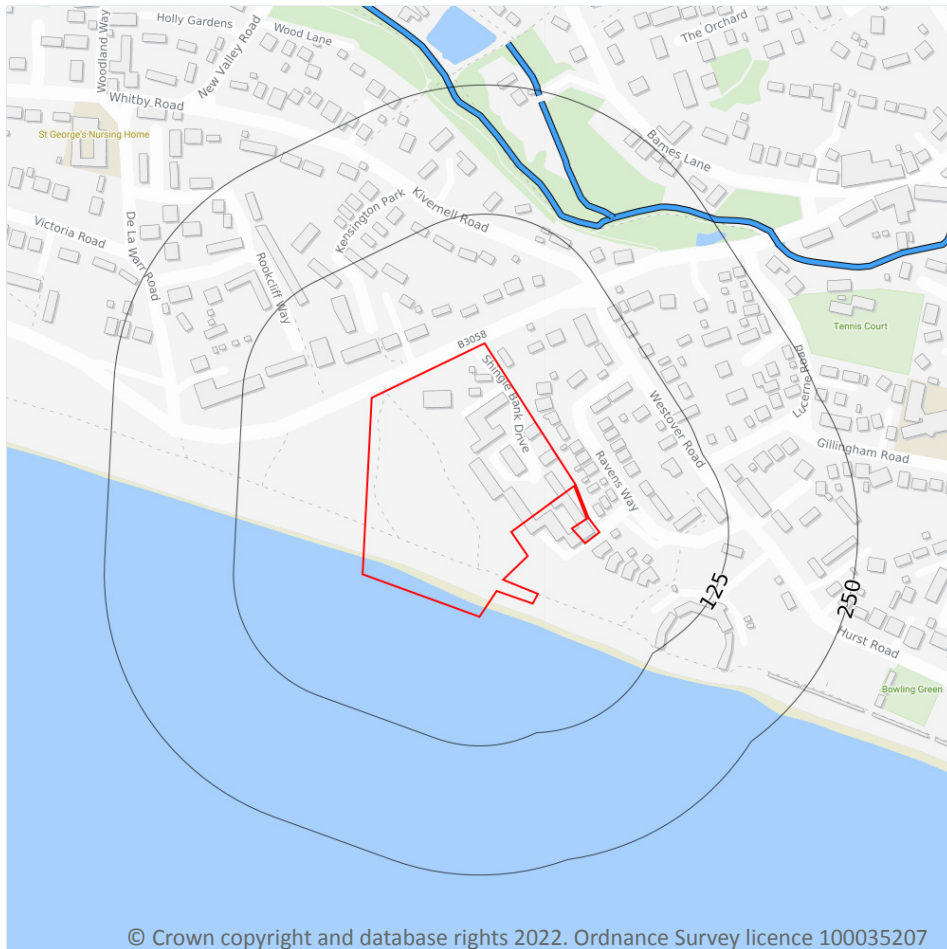 Woodland Way
Holly Gardens
New Valley Road
Wood Lane
The Orchard
Whitby Road
St George's Nursing Home
Barnes Lane
Kensington Park
Kivernell Road
Victoria Road
De La Warr Road
Rookcliff Way
B3058
Shingle Bank Drive
Tennis Court
Lucerne Road
Westover Road
Gillingham Road
Ravens Way
125
250
Hurst Road
Bowling Green
© Crown copyright and database rights 2022. Ordnance Survey licence 100035207